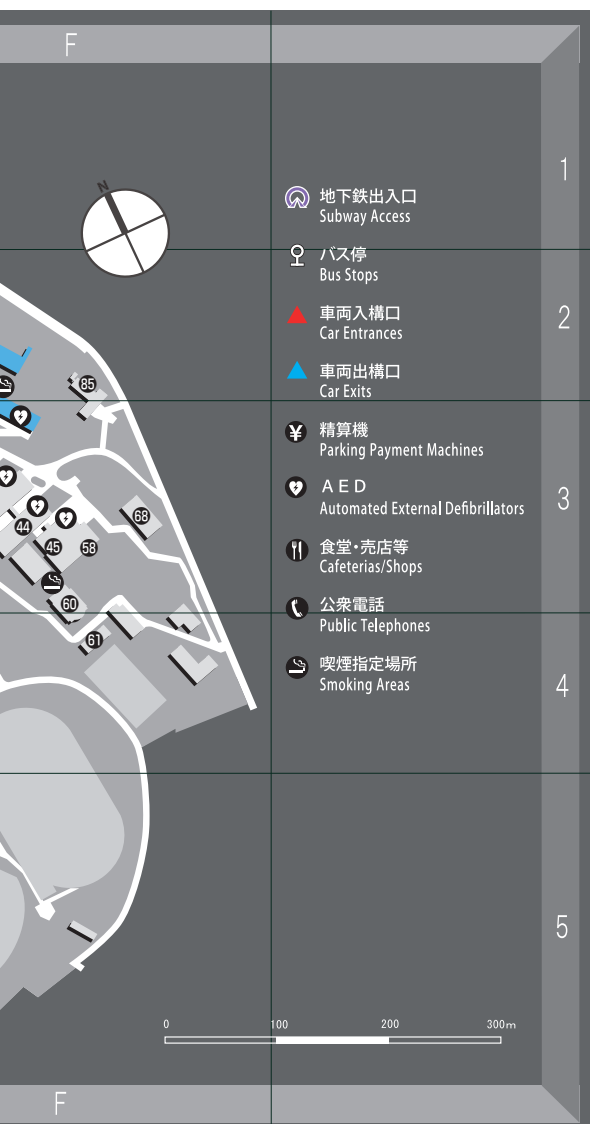 F
1
N
地下鉄出入口
Subway Access
バス停
Bus Stops
2
車両入構口
Car Entrances
車両出構口
Car Exits
85
¥
精算機
Parking Payment Machines
3
AED
Automated External Defibrillators
68
44
45
58
食堂・売店等
Cafeterias/Shops
60
公衆電話
Public Telephones
61
喫煙指定場所
Smoking Areas
4
5
0 100 200 300m
F